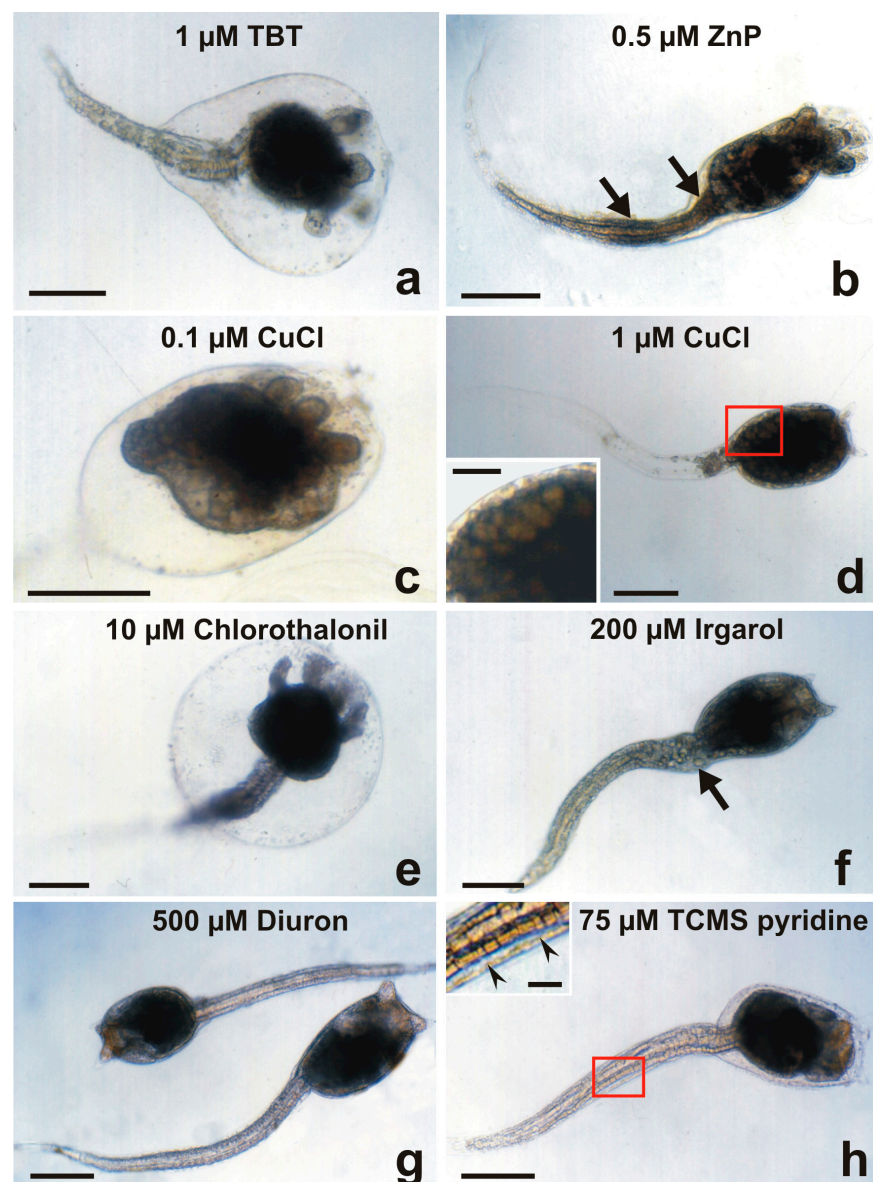 1 µM TBT
a
0.5 µM ZnP
b
0.1 µM CuCl
c
1 µM CuCl
d
10 µM Chlorothalonil
e
200 µM Irgarol
f
500 µM Diuron
g
75 µM TCMS pyridine
h